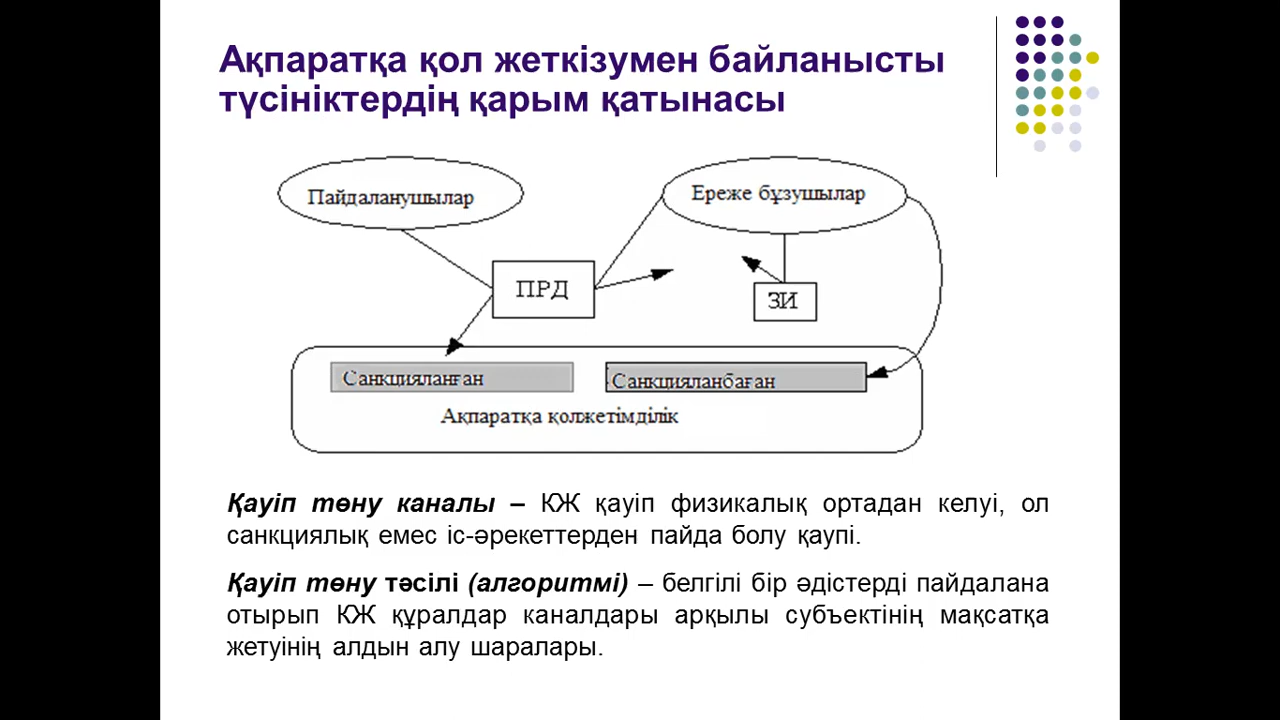 Ақпаратқа қол жеткізумен байланысты
түсініктердің қарым қатынасы
Пайдаланушылар
Ереже бұзушылар
ПРД
ЗИ
Санкцияланған
Санкцияланбаған
Ақпаратқа қолжетімділік
Қауіп төну каналы – КЖ қауіп физикалық ортадан келуі, ол
санкциялық емес іс-әрекеттерден пайда болу қаупі.
Қауіп төну тәсілі (алгоритмі) – белгілі бір әдістерді пайдалана
отырып КЖ құралдар каналдары арқылы субъектінің мақсатқа
жетуінің алдын алу шаралары.